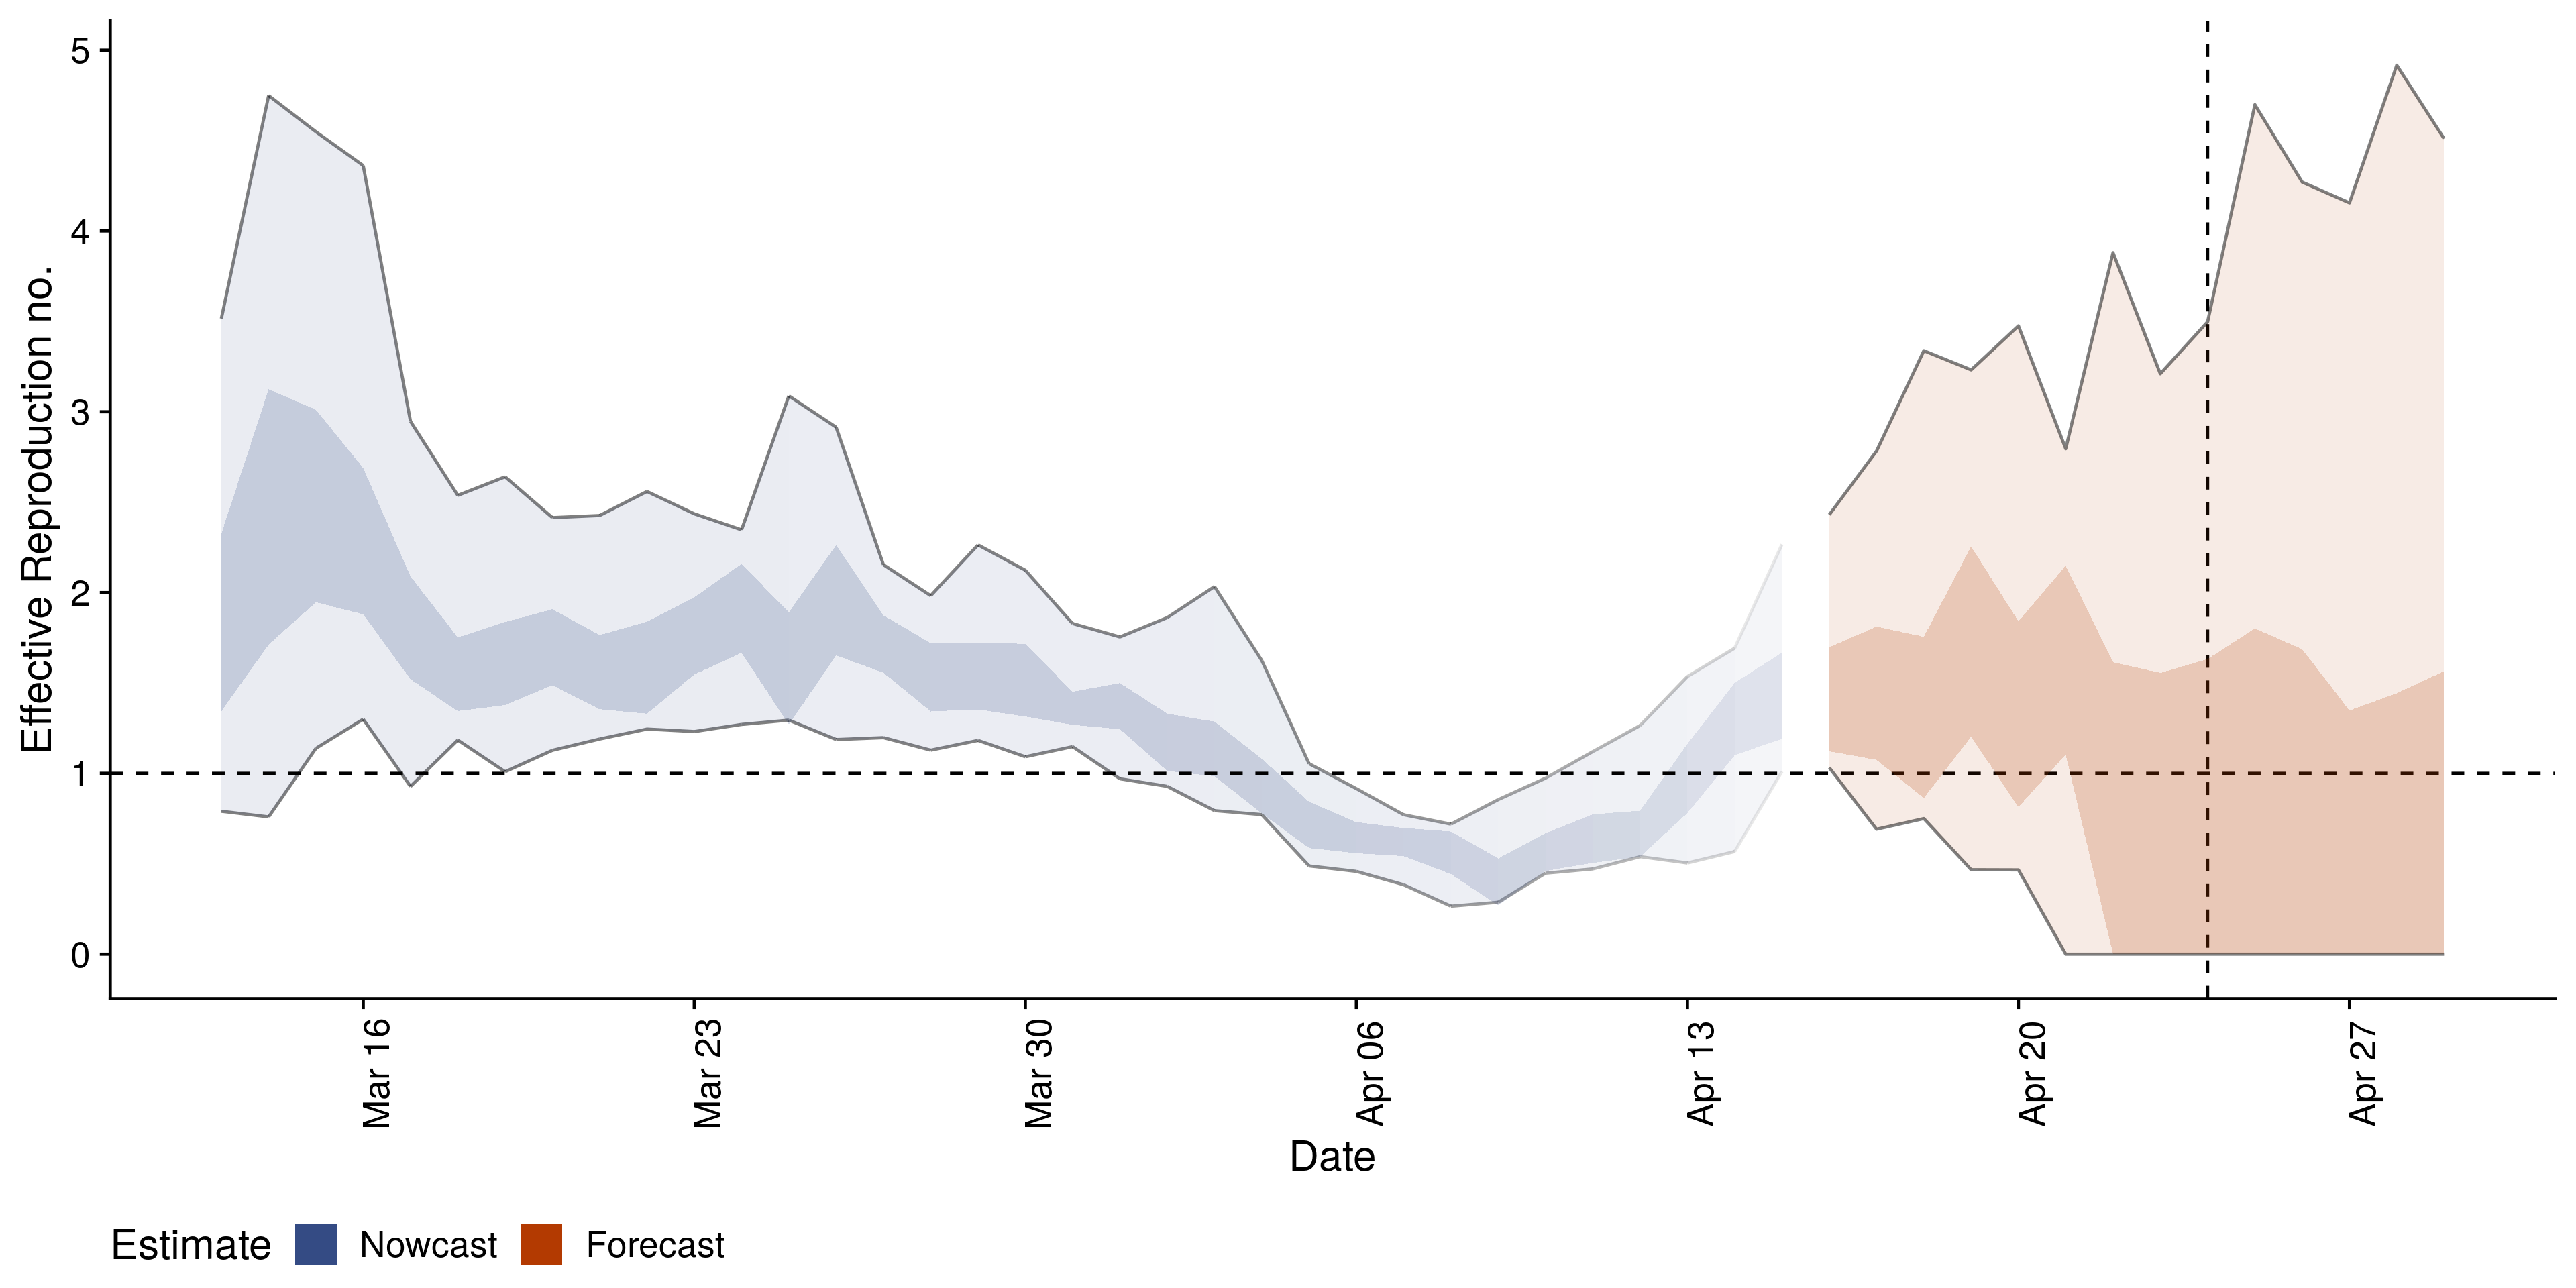 Effective Reproduction no.
5
4
3
2
1
0
Mar 16
Mar 23
Mar 30
Apr 06
Apr 13
Apr 20
Apr 27
Date
Estimate Nowcast Forecast